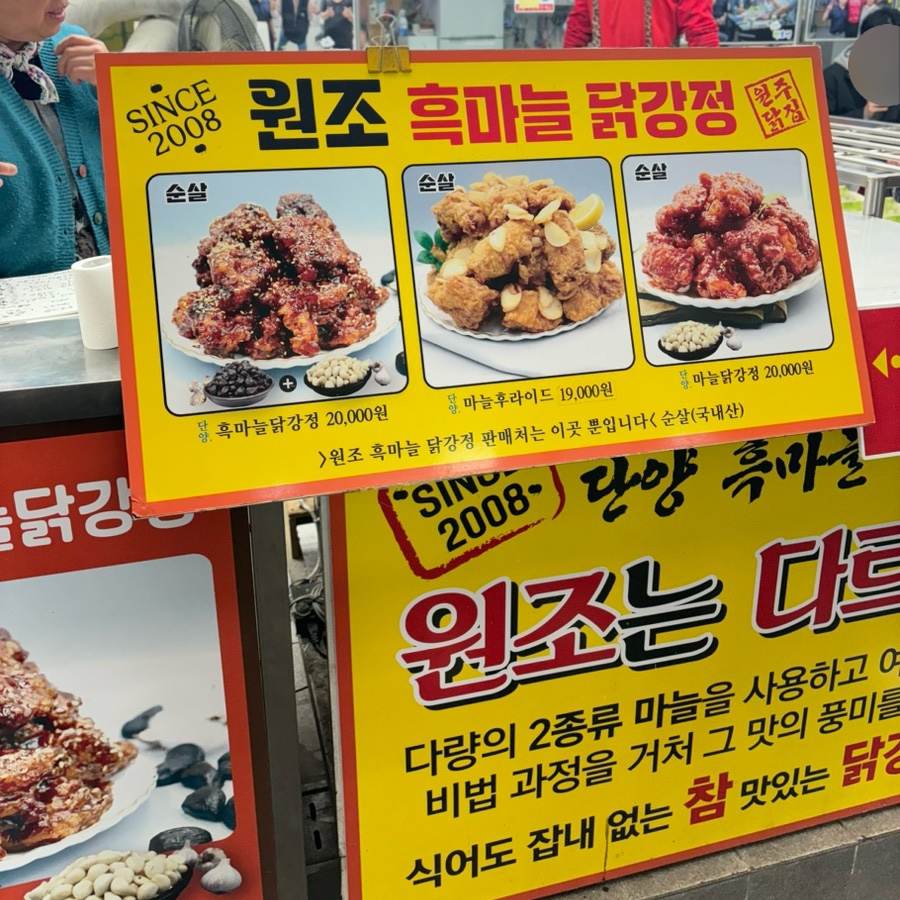 SINCE
2008
원조 흑마늘 닭강정
원주
닭집
순살
순살
순살
단양. 흑마늘닭강정 20,000원
단양. 마늘후라이드 19,000원
단양. 마늘닭강정 20,000원
>원조 흑마늘 닭강정 판매처는 이곳 뿐입니다< 순살(국내산)
늘닭강정
SINCE
2008
단양 흑마늘
원조는 다르
다량의 2종류 마늘을 사용하고 여
비법 과정을 거처 그 맛의 풍미를
식어도 잡내 없는 참 맛있는 닭강